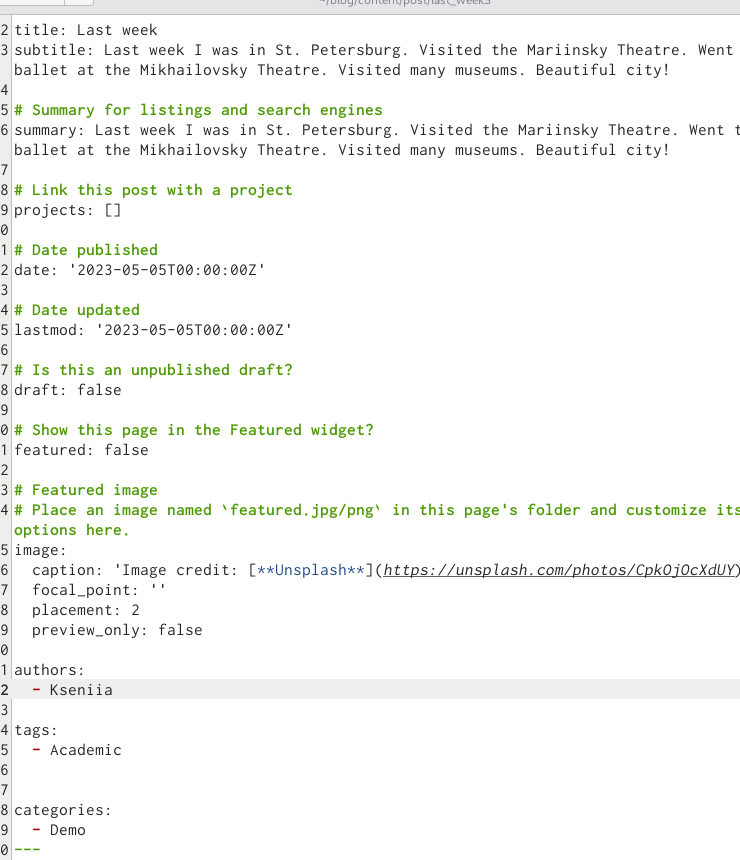 ~/blog/content/post/last_week3
2 title: Last week
3 subtitle: Last week I was in St. Petersburg. Visited the Mariinsky Theatre. Went
ballet at the Mikhailovsky Theatre. Visited many museums. Beautiful city!
4
5 # Summary for listings and search engines
6 summary: Last week I was in St. Petersburg. Visited the Mariinsky Theatre. Went t
ballet at the Mikhailovsky Theatre. Visited many museums. Beautiful city!
7
8 # Link this post with a project
9 projects: []
0
1 # Date published
2 date: '2023-05-05T00:00:00Z'
3
4 # Date updated
5 lastmod: '2023-05-05T00:00:00Z'
6
7 # Is this an unpublished draft?
8 draft: false
9
0 # Show this page in the Featured widget?
1 featured: false
2
3 # Featured image
4 # Place an image named `featured.jpg/png` in this page's folder and customize its
options here.
5 image:
6 caption: 'Image credit: [**Unsplash**](https://unsplash.com/photos/CpkOjOcXdUY)
7 focal_point: ''
8 placement: 2
9 preview_only: false
0
1 authors:
2 - Kseniia
3
4 tags:
5 - Academic
6
7
8 categories:
9 - Demo
0 ---